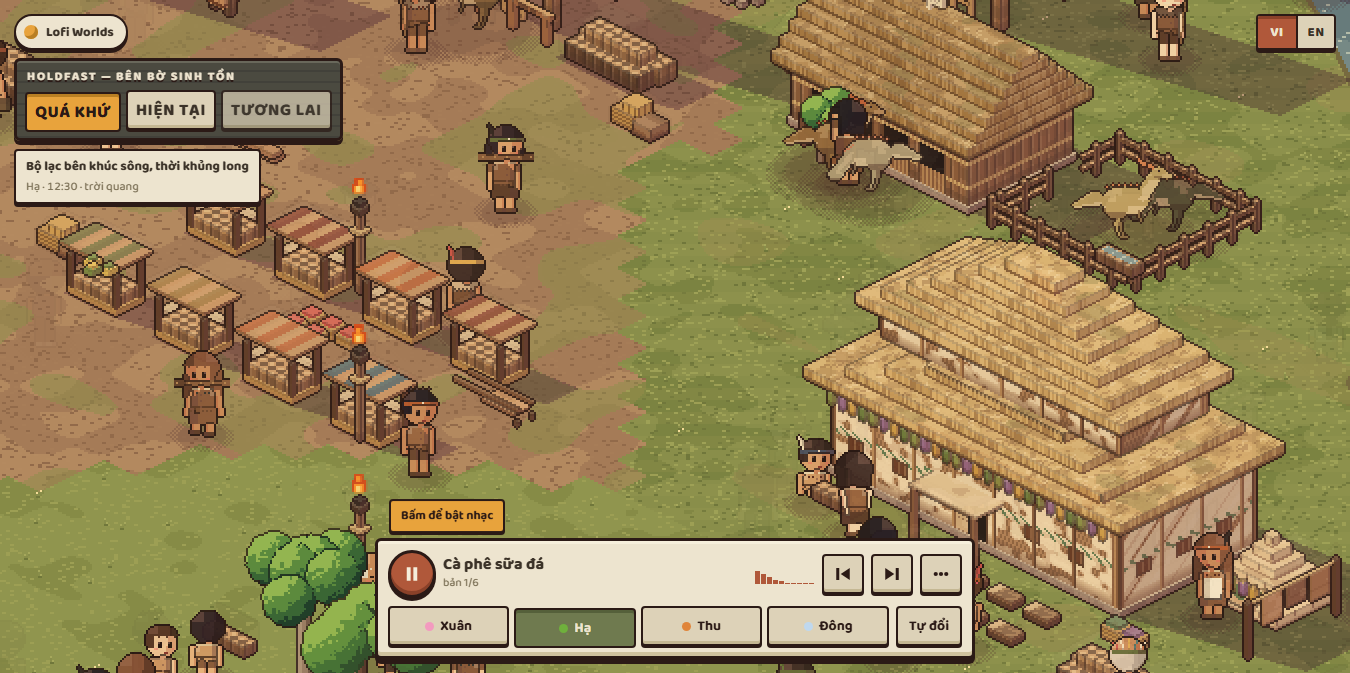 Lofi Worlds
VI
EN
HOLDFAST — BÊN BỜ SINH TỒN
QUÁ KHỨ
HIỆN TẠI
TƯƠNG LAI
Bộ lạc bên khúc sông, thời khủng long
Hạ · 12:30 · trời quang
Bấm để bật nhạc
Cà phê sữa đá
bản 1/6
Xuân
Hạ
Thu
Đông
Tự đổi